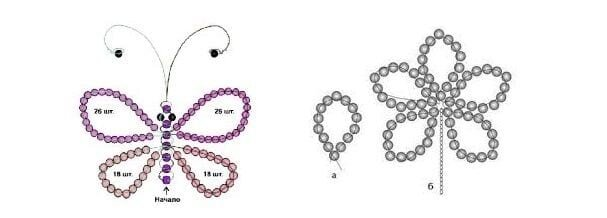 26 шт.
26 шт.
18 шт.
18 шт.
Начало
а
б